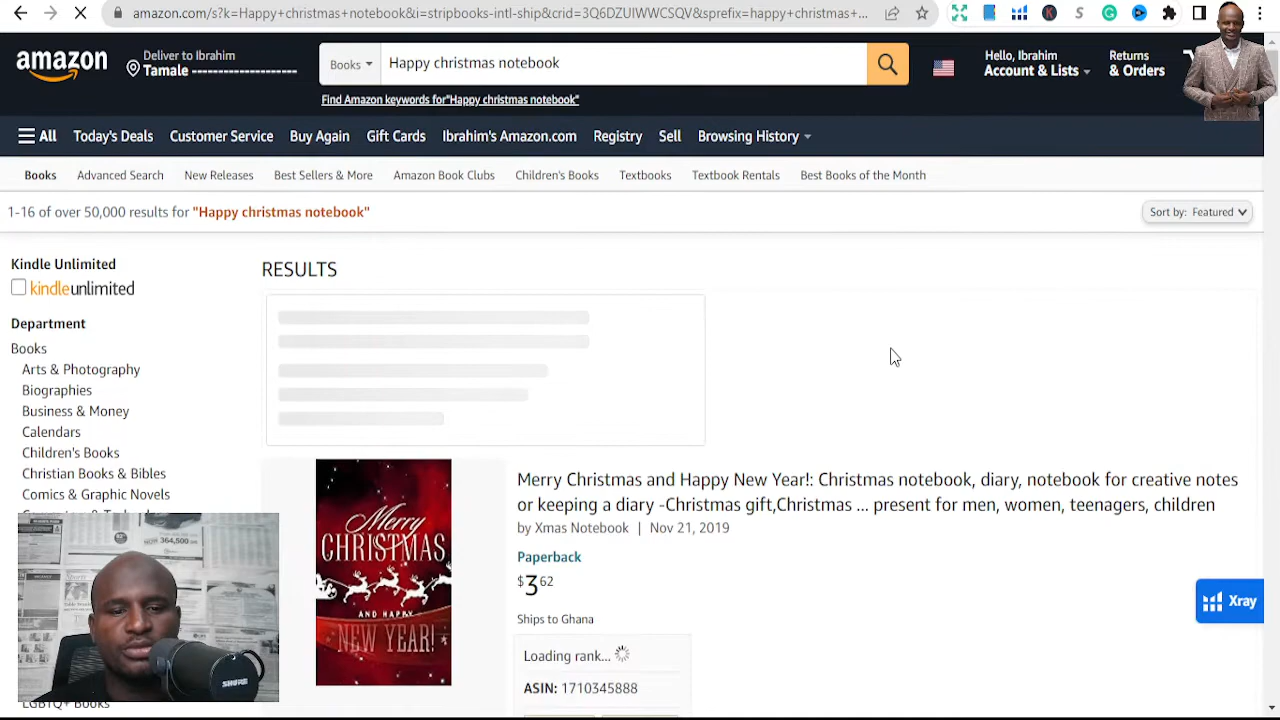 amazon.com/s?k=Happy+christmas+notebook&i=stripbooks-intl-ship&crid=3Q6DZUIWWCSQV&sprefix=happy+christmas+...
amazon
Deliver to Ibrahim
Tamale
Books
Happy christmas notebook
Hello, Ibrahim
Account & Lists
Returns
& Orders
Find Amazon keywords for"Happy christmas notebook"
All
Today's Deals
Customer Service
Buy Again
Gift Cards
Ibrahim's Amazon.com
Registry
Sell
Browsing History
Books
Advanced Search
New Releases
Best Sellers & More
Amazon Book Clubs
Children's Books
Textbooks
Textbook Rentals
Best Books of the Month
1-16 of over 50,000 results for "Happy christmas notebook"
Sort by: Featured
Kindle Unlimited
kindleunlimited
Department
Books
Arts & Photography
Biographies
Business & Money
Calendars
Children's Books
Christian Books & Bibles
Comics & Graphic Novels
LGBTQ+ Books
RESULTS
Merry
CHRISTMAS
AND HAPPY
NEW YEAR!
Merry Christmas and Happy New Year!: Christmas notebook, diary, notebook for creative notes
or keeping a diary -Christmas gift,Christmas ... present for men, women, teenagers, children
by Xmas Notebook | Nov 21, 2019
Paperback
$3 62
Ships to Ghana
Loading rank...
ASIN: 1710345888
Xray
364,500
SHURE